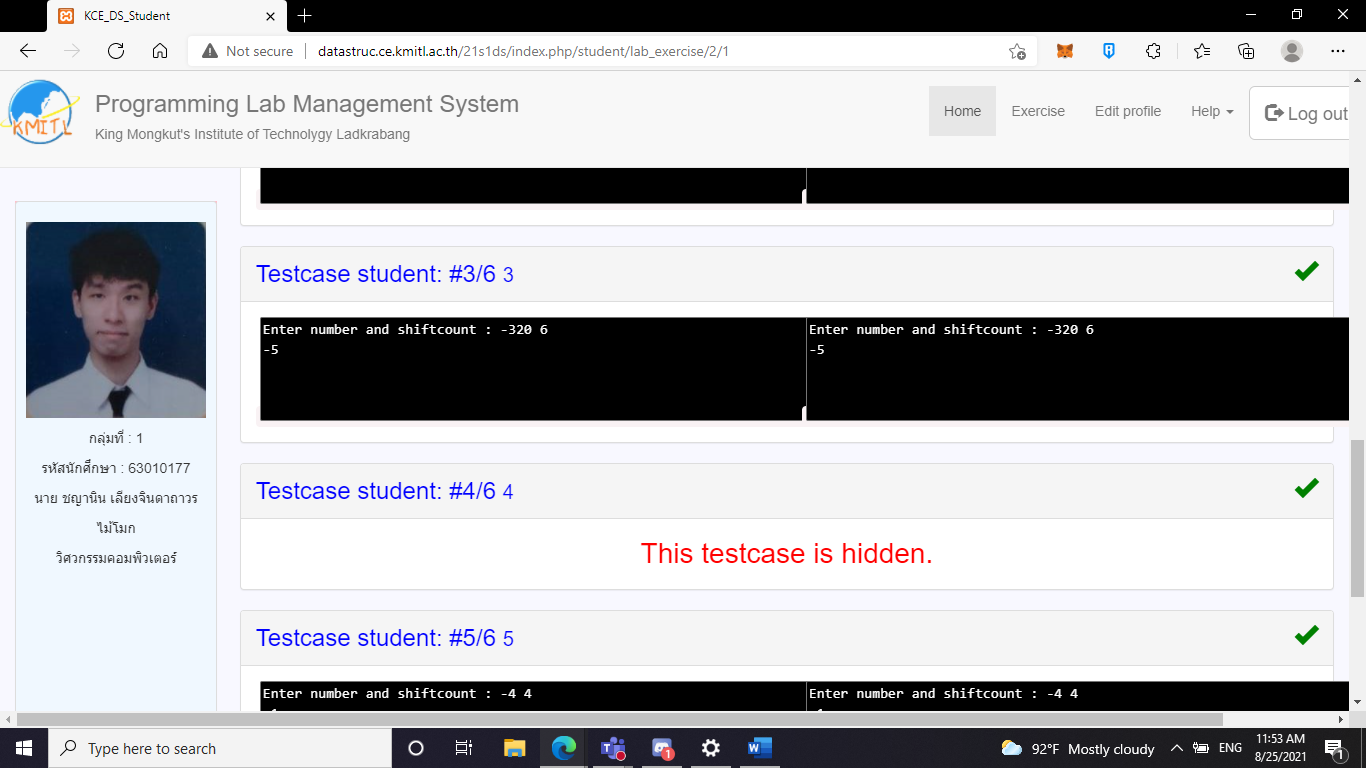 KCE_DS_Student
Not secure
datastruc.ce.kmitl.ac.th/21s1ds/index.php/student/lab_exercise/2/1
KMITL
Programming Lab Management System
King Mongkut's Institute of Technolygy Ladkrabang
Home
Exercise
Edit profile
Help
Log out
กลุ่มที่ : 1
รหัสนักศึกษา : 63010177
นาย ชญานิน เลียงจินดาถาวร
ไม้โมก
วิศวกรรมคอมพิวเตอร์
Testcase student: #3/6 3
Enter number and shiftcount : -320 6
-5
Enter number and shiftcount : -320 6
-5
Testcase student: #4/6 4
This testcase is hidden.
Testcase student: #5/6 5
Enter number and shiftcount : -4 4
Enter number and shiftcount : -4 4
Type here to search
1
92°F Mostly cloudy
ENG
11:53 AM
8/25/2021
1